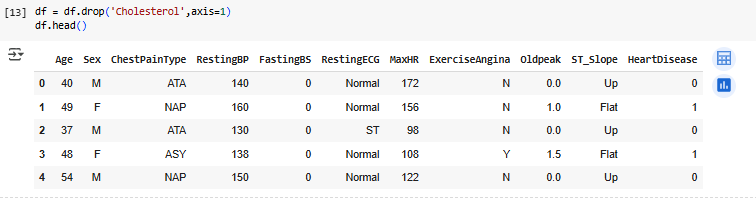 [13] df = df.drop('Cholesterol',axis=1)
df.head()
Age Sex ChestPainType RestingBP FastingBS RestingECG MaxHR ExerciseAngina Oldpeak ST_Slope HeartDisease
0 40 M ATA 140 0 Normal 172 N 0.0 Up 0
1 49 F NAP 160 0 Normal 156 N 1.0 Flat 1
2 37 M ATA 130 0 ST 98 N 0.0 Up 0
3 48 F ASY 138 0 Normal 108 Y 1.5 Flat 1
4 54 M NAP 150 0 Normal 122 N 0.0 Up 0